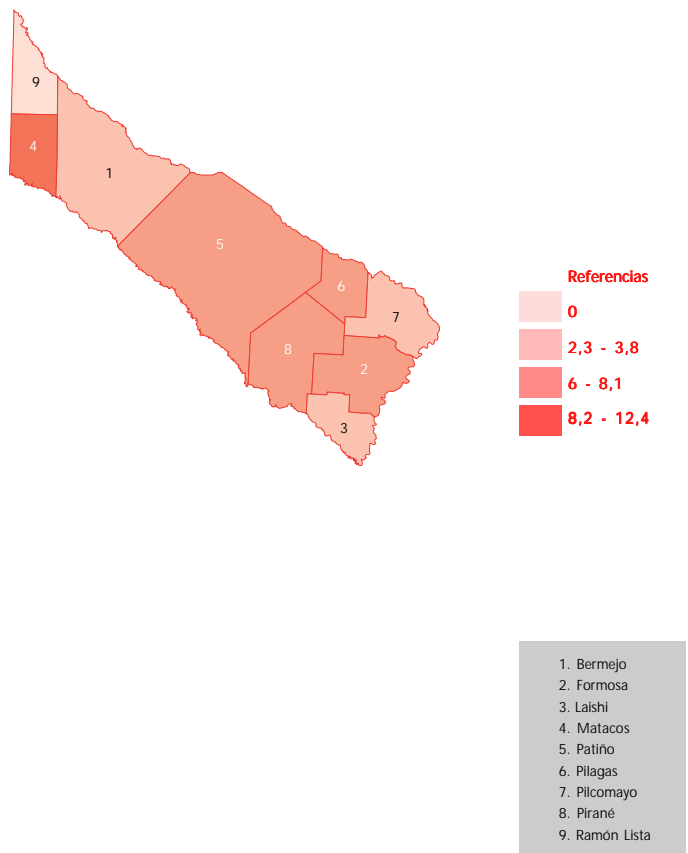 9
4
1
5
6
7
8
2
3
Referencias
0
2,3 - 3,8
6 - 8,1
8,2 - 12,4
1. Bermejo
2. Formosa
3. Laishi
4. Matacos
5. Patiño
6. Pilagas
7. Pilcomayo
8. Pirané
9. Ramón Lista